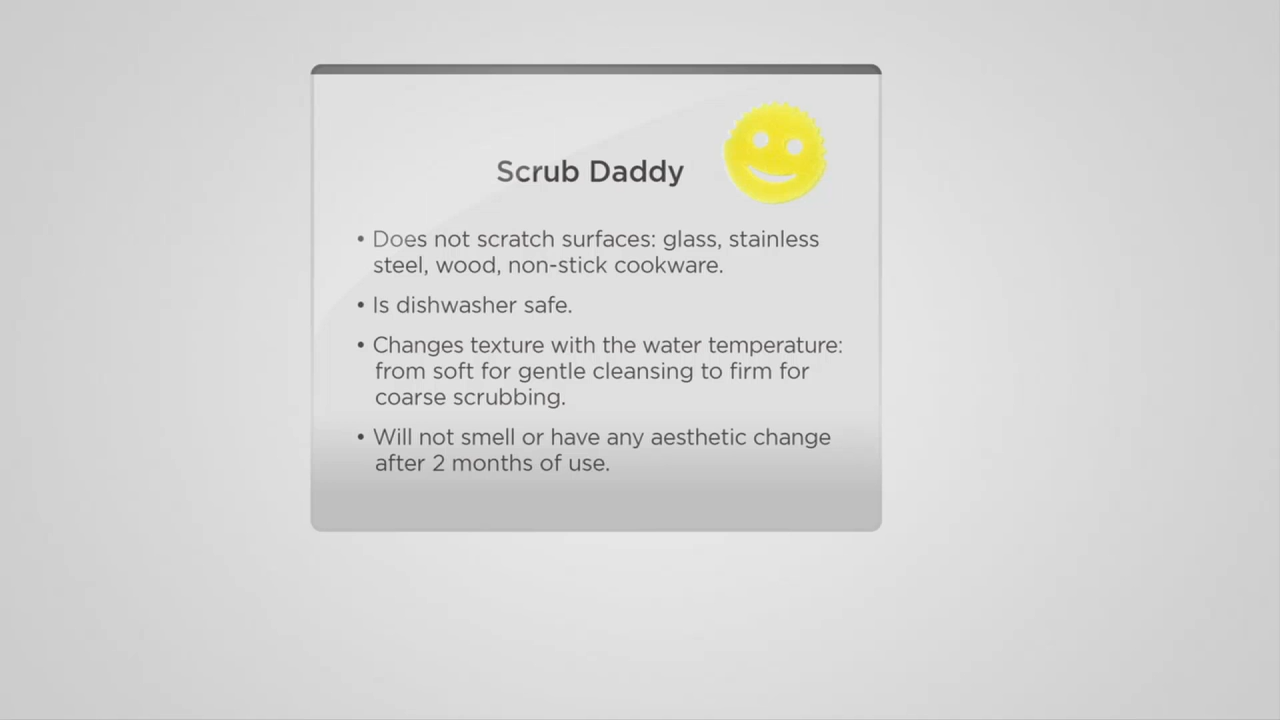 Scrub Daddy
• Does not scratch surfaces: glass, stainless
steel, wood, non-stick cookware.
• Is dishwasher safe.
• Changes texture with the water temperature:
from soft for gentle cleansing to firm for
coarse scrubbing.
• Will not smell or have any aesthetic change
after 2 months of use.